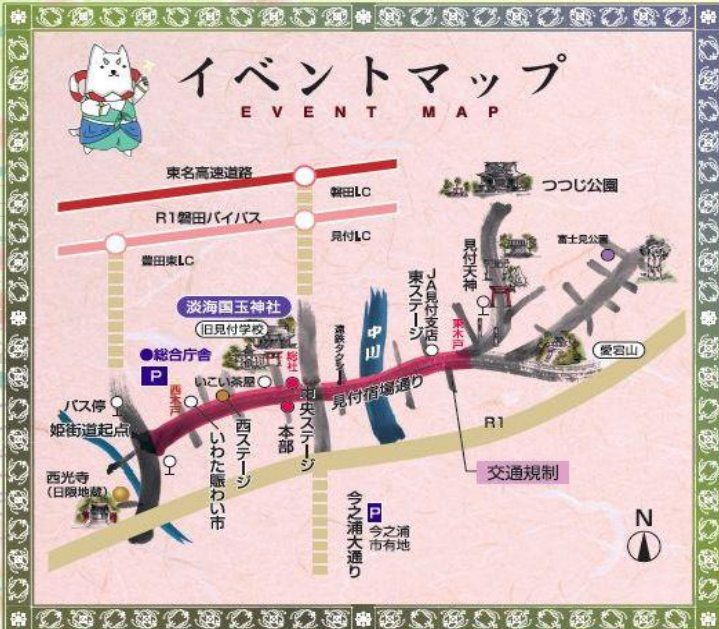 イベントマップ
EVENT MAP
東名高速道路
磐田LC
R1磐田バイパス
見付LC
豊田東LC
つつじ公園
富士見公園
見付天神
JA見付支店
東ステージ
東木戸
愛宕山
淡海国玉神社
旧見付学校
総社
遠鉄タクシー
中川
●総合庁舎
P
西木戸
いこい茶屋
見付宿場通り
中央ステージ
本部
西ステージ
いわた賑わい市
バス停
姫街道起点
西光寺
(日限地蔵)
R1
交通規制
今之浦大通り
P
今之浦
市有地
N